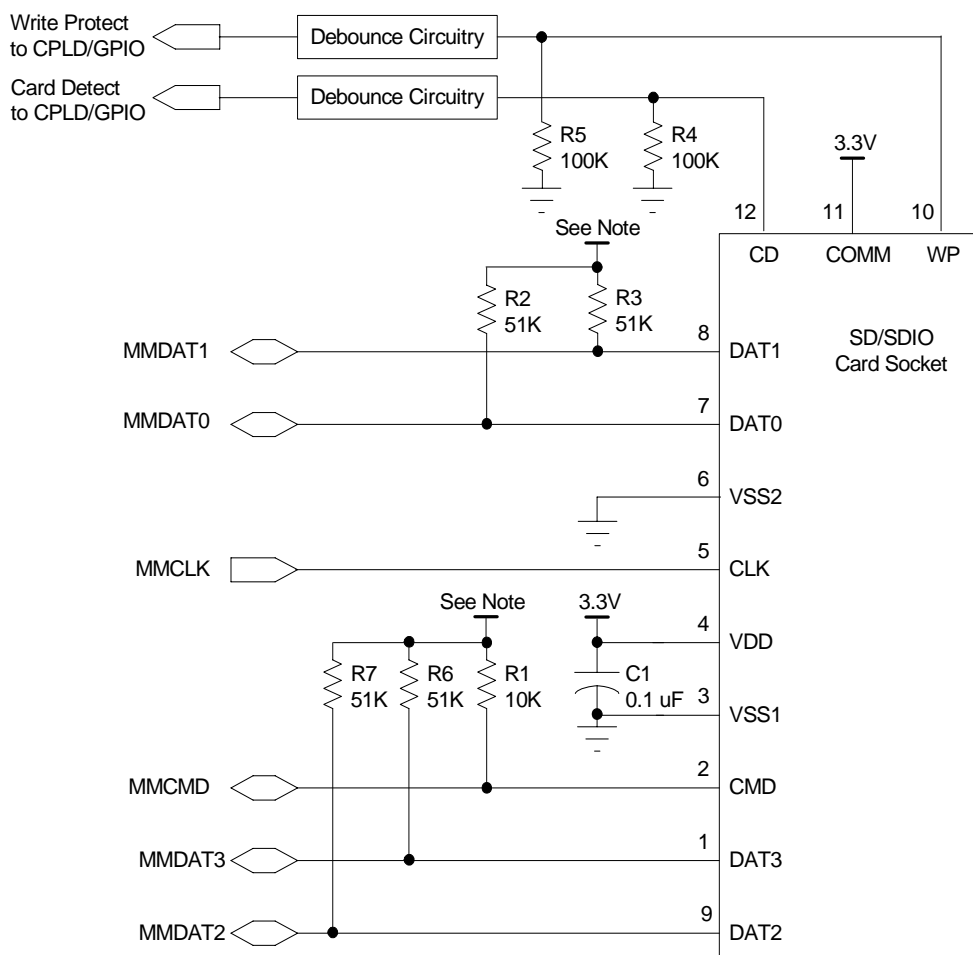 Write Protect
to CPLD/GPIO
Debounce Circuitry
Card Detect
to CPLD/GPIO
Debounce Circuitry
R5
100K
R4
100K
3.3V
12
11
10
See Note
CD
COMM
WP
R2
51K
R3
51K
SD/SDIO
Card Socket
MMDAT1
8
DAT1
MMDAT0
7
DAT0
6
VSS2
MMCLK
5
CLK
See Note
3.3V
4
VDD
R7
51K
R6
51K
R1
10K
C1
0.1 uF
3
VSS1
MMCMD
2
CMD
MMDAT3
1
DAT3
MMDAT2
9
DAT2